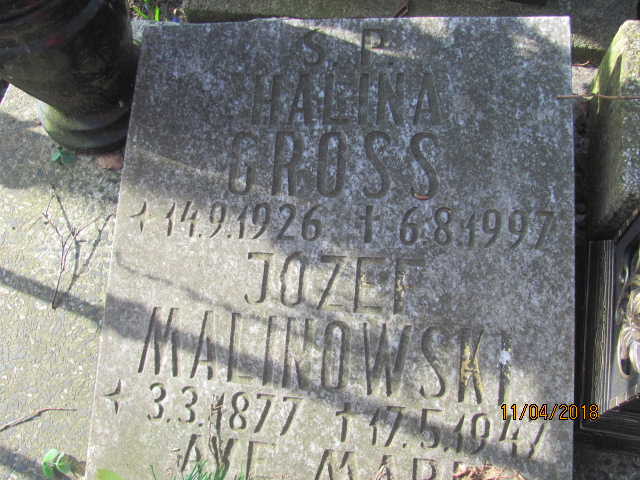 Ś. P.
HALINA
GROSS
* 14.9.1926 † 6.8.1997
JÓZEF
MALINOWSKI
* 3.3.1877 † 17.5.1947
AVE
11/04/2018